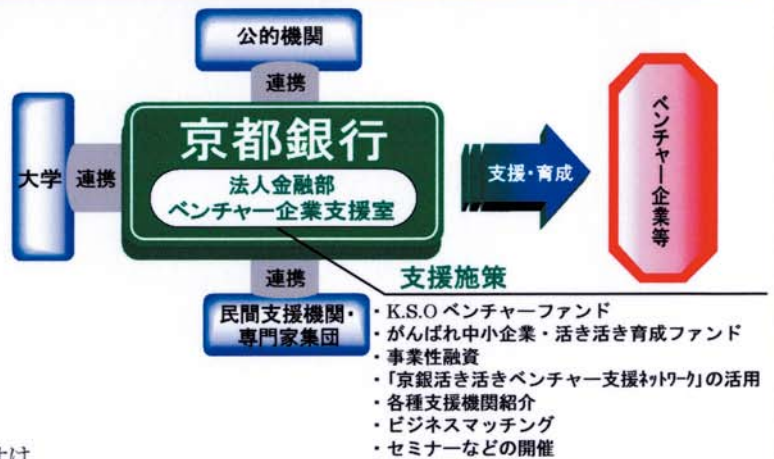 公的機関
連携
京都銀行
法人金融部
ベンチャー企業支援室
大学
連携
支援・育成
ベンチャー企業等
連携
民間支援機関・
専門家集団
支援施策
・K.S.O ベンチャーファンド
・がんばれ中小企業・活き活き育成ファンド
・事業性融資
・「京銀活き活きベンチャー支援ﾈｯﾄﾜｰｸ」の活用
・各種支援機関紹介
・ビジネスマッチング
・セミナーなどの開催